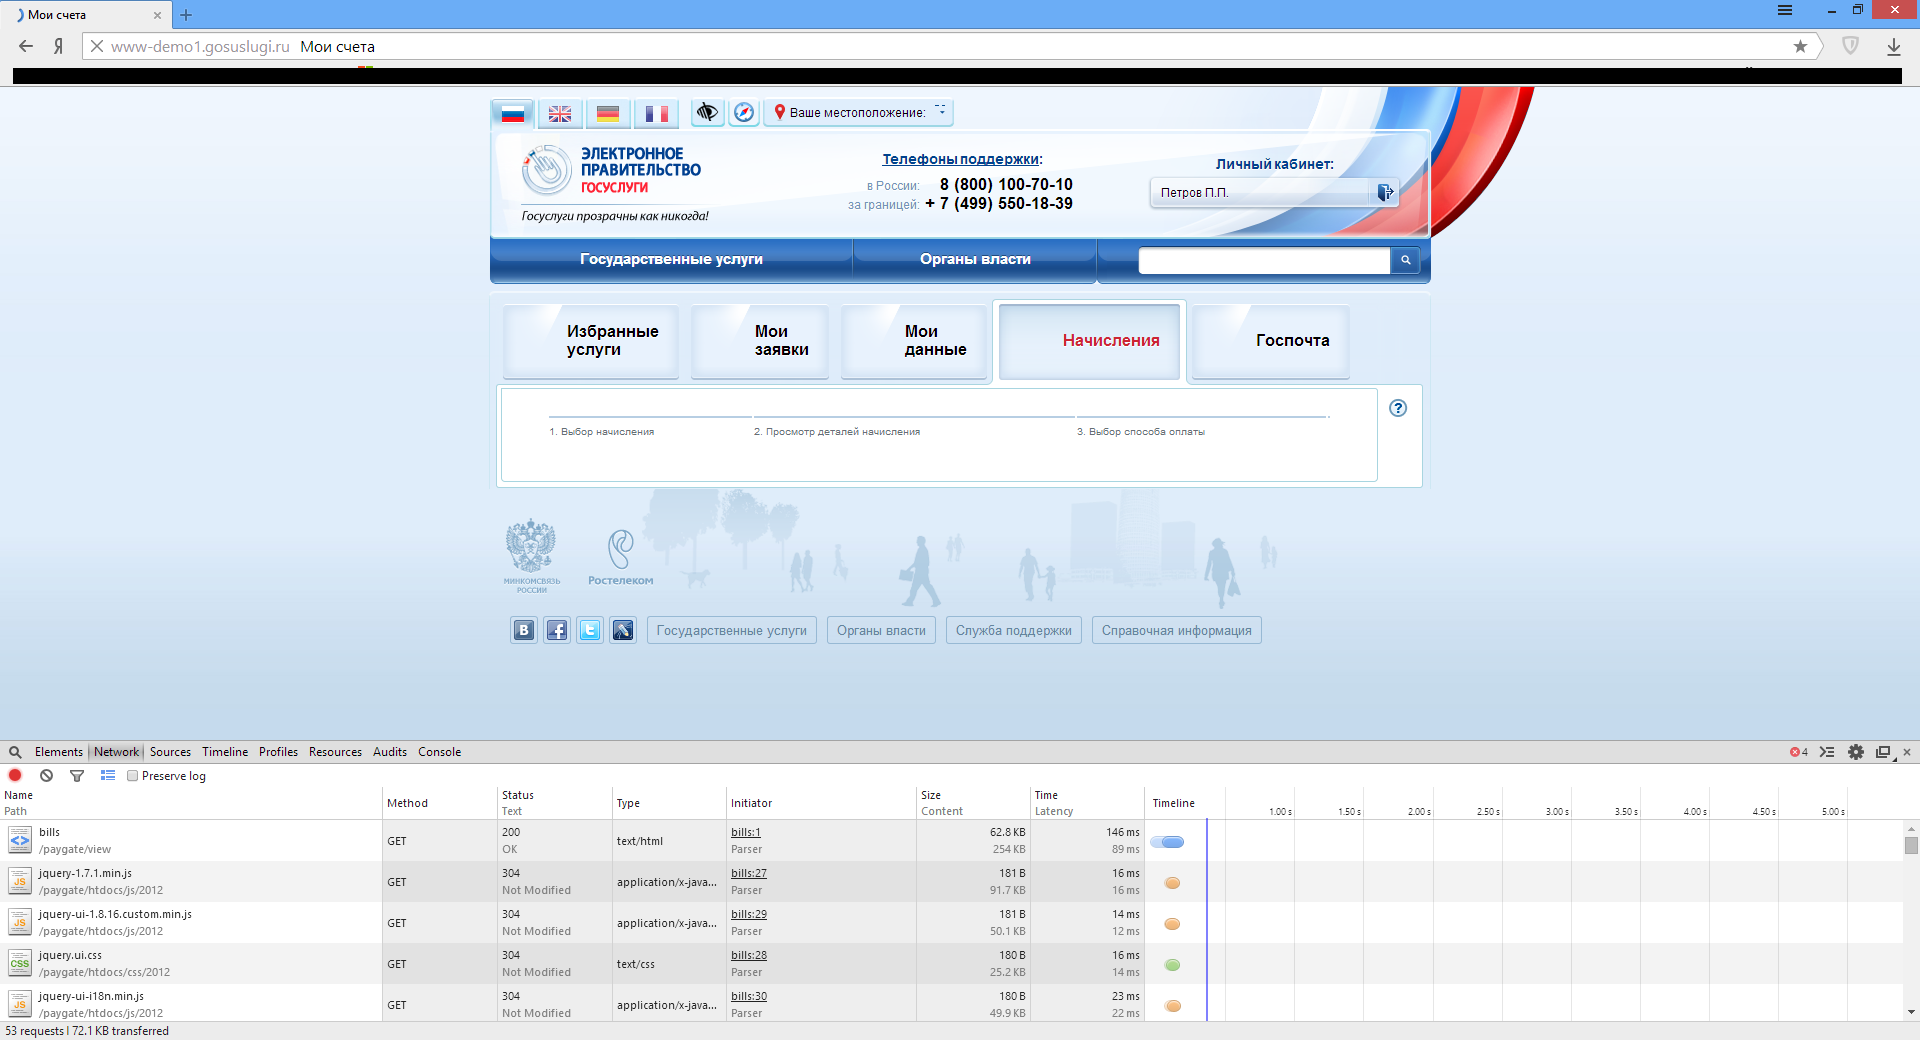 Мои счета
www-demo1.gosuslugi.ru Мои счета
Ваше местоположение: --
ЭЛЕКТРОННОЕ
ПРАВИТЕЛЬСТВО
ГОСУСЛУГИ
Госуслуги прозрачны как никогда!
Телефоны поддержки:
в России: 8 (800) 100-70-10
за границей: + 7 (499) 550-18-39
Личный кабинет:
Петров П.П.
Государственные услуги
Органы власти
Избранные
услуги
Мои
заявки
Мои
данные
Начисления
Госпочта
1. Выбор начисления
2. Просмотр деталей начисления
3. Выбор способа оплаты
?
МИНКОМСВЯЗЬ
РОССИИ
Ростелеком
Государственные услуги
Органы власти
Служба поддержки
Справочная информация
Elements Network Sources Timeline Profiles Resources Audits Console
4
Preserve log
Name
Path
Method
Status
Text
Type
Initiator
Size
Content
Time
Latency
Timeline
1.00 s 1.50 s 2.00 s 2.50 s 3.00 s 3.50 s 4.00 s 4.50 s 5.00 s
bills
/paygate/view
GET
200
OK
text/html
bills:1
Parser
62.8 KB
254 KB
146 ms
89 ms
JS
jquery-1.7.1.min.js
/paygate/htdocs/js/2012
GET
304
Not Modified
application/x-java...
bills:27
Parser
181 B
91.7 KB
16 ms
16 ms
JS
jquery-ui-1.8.16.custom.min.js
/paygate/htdocs/js/2012
GET
304
Not Modified
application/x-java...
bills:29
Parser
181 B
50.1 KB
14 ms
12 ms
CSS
jquery.ui.css
/paygate/htdocs/css/2012
GET
304
Not Modified
text/css
bills:28
Parser
180 B
25.2 KB
16 ms
14 ms
JS
jquery-ui-i18n.min.js
/paygate/htdocs/js/2012
GET
304
Not Modified
application/x-java...
bills:30
Parser
180 B
49.9 KB
23 ms
22 ms
53 requests | 72.1 KB transferred